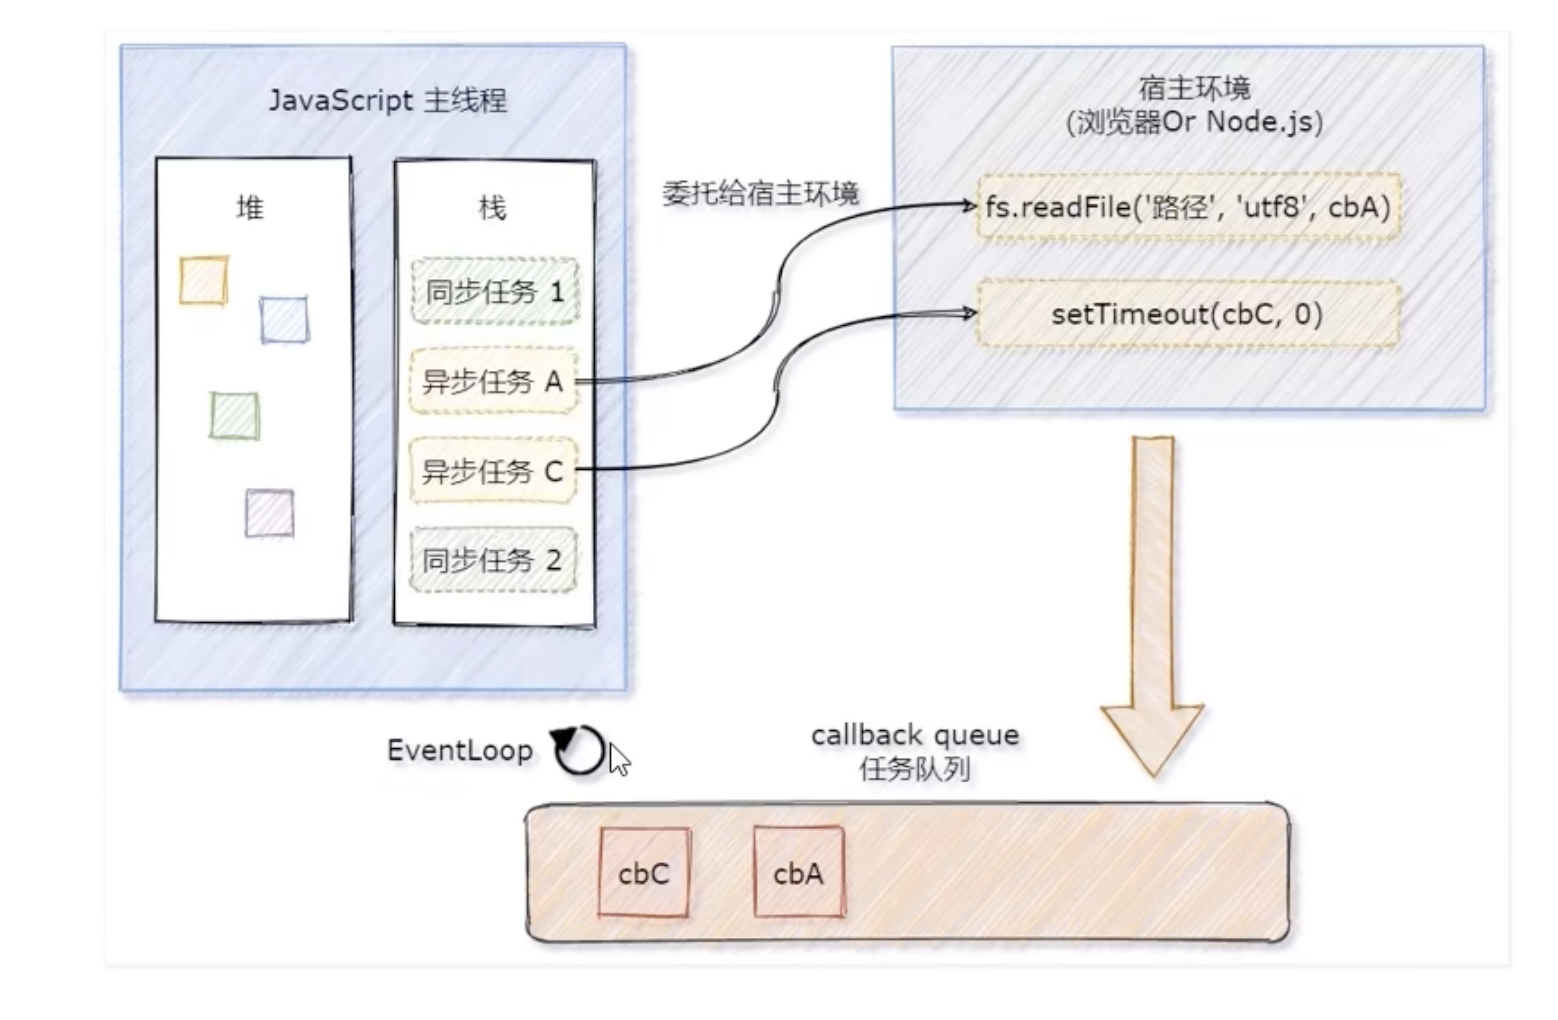 JavaScript 主线程
堆
栈
同步任务 1
异步任务 A
异步任务 C
同步任务 2
委托给宿主环境
宿主环境
(浏览器Or Node.js)
fs.readFile('路径', 'utf8', cbA)
setTimeout(cbC, 0)
EventLoop
callback queue
任务队列
cbC
cbA